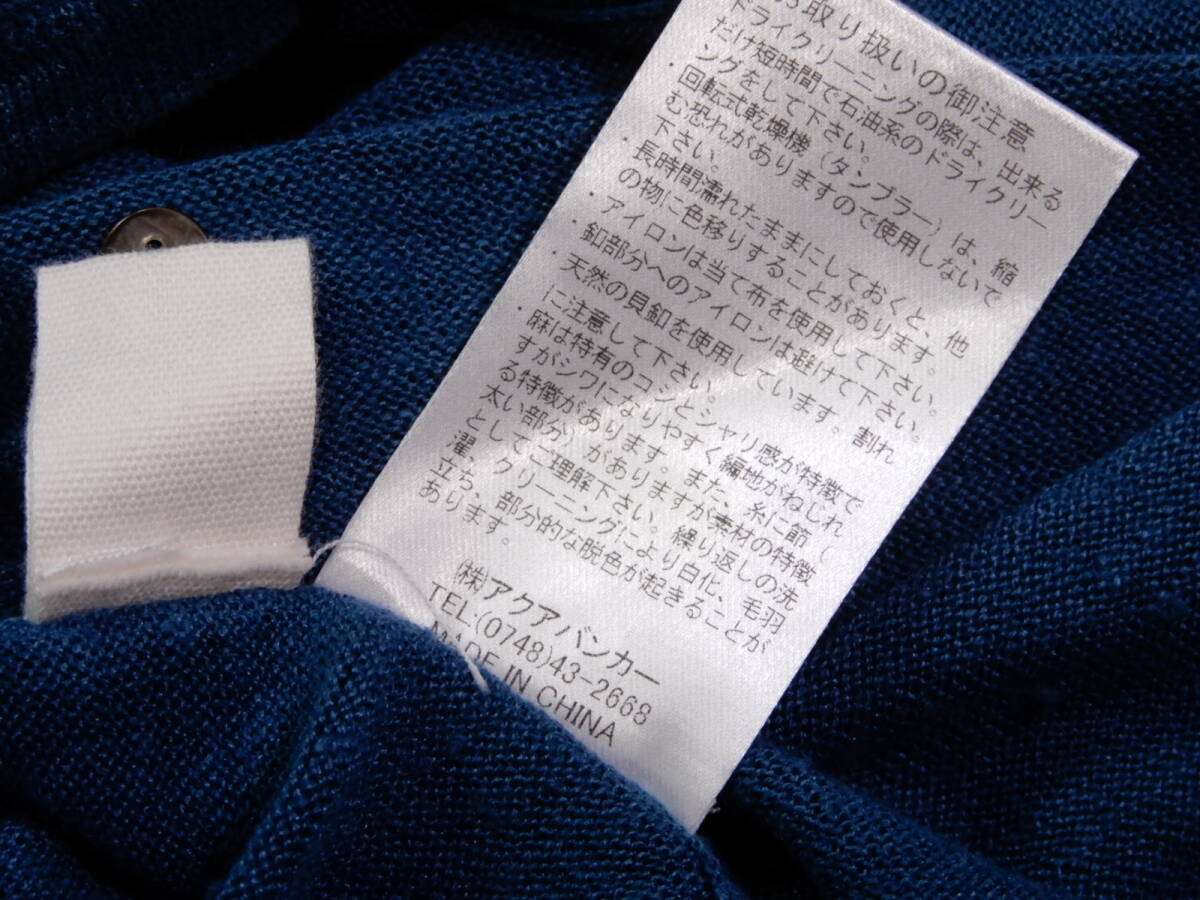 お取り扱いの御注意
ドライクリーニングの際は、出来る
だけ短時間で石油系のドライクリー
ングをして下さい。
・回転式乾燥機（タンブラー）は、縮
む恐れがありますので使用しないで
下さい。
・長時間濡れたままにしておくと、他
の物に色移りすることがあります。
・アイロンは当て布を使用して下さい。
・釦部分へのアイロンは避けて下さい。
・天然の貝釦を使用しています。割れ
に注意して下さい。
・麻は特有のコシとシャリ感が特徴で
すがシワになりやすく編地がねじれ
る特徴があります。また、糸に節（
太い部分）がありますが素材の特徴
としてご理解下さい。繰り返しの洗
濯、クリーニングにより白化、毛羽
立ち、部分的な脱色が起きることが
あります。
㈱アクアバンカー
TEL:(0748)43-2668
MADE IN CHINA